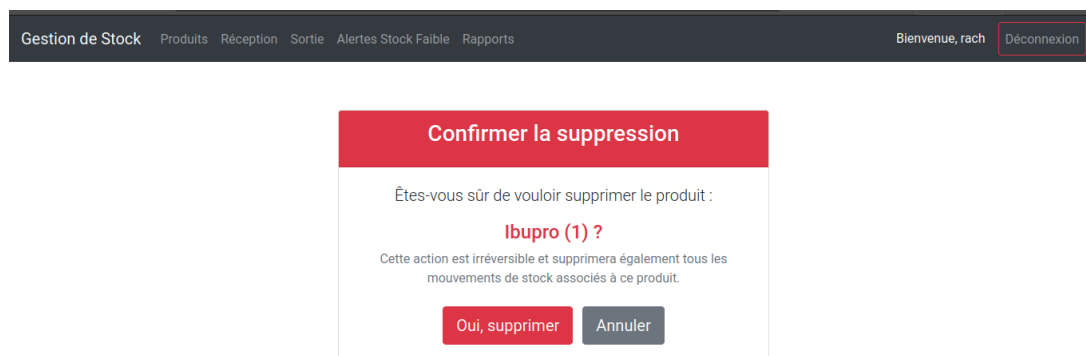 Gestion de Stock Produits Réception Sortie Alertes Stock Faible Rapports Bienvenue, rach Déconnexion
Confirmer la suppression
Êtes-vous sûr de vouloir supprimer le produit :
Ibupro (1) ?
Cette action est irréversible et supprimera également tous les
mouvements de stock associés à ce produit.
Oui, supprimer Annuler